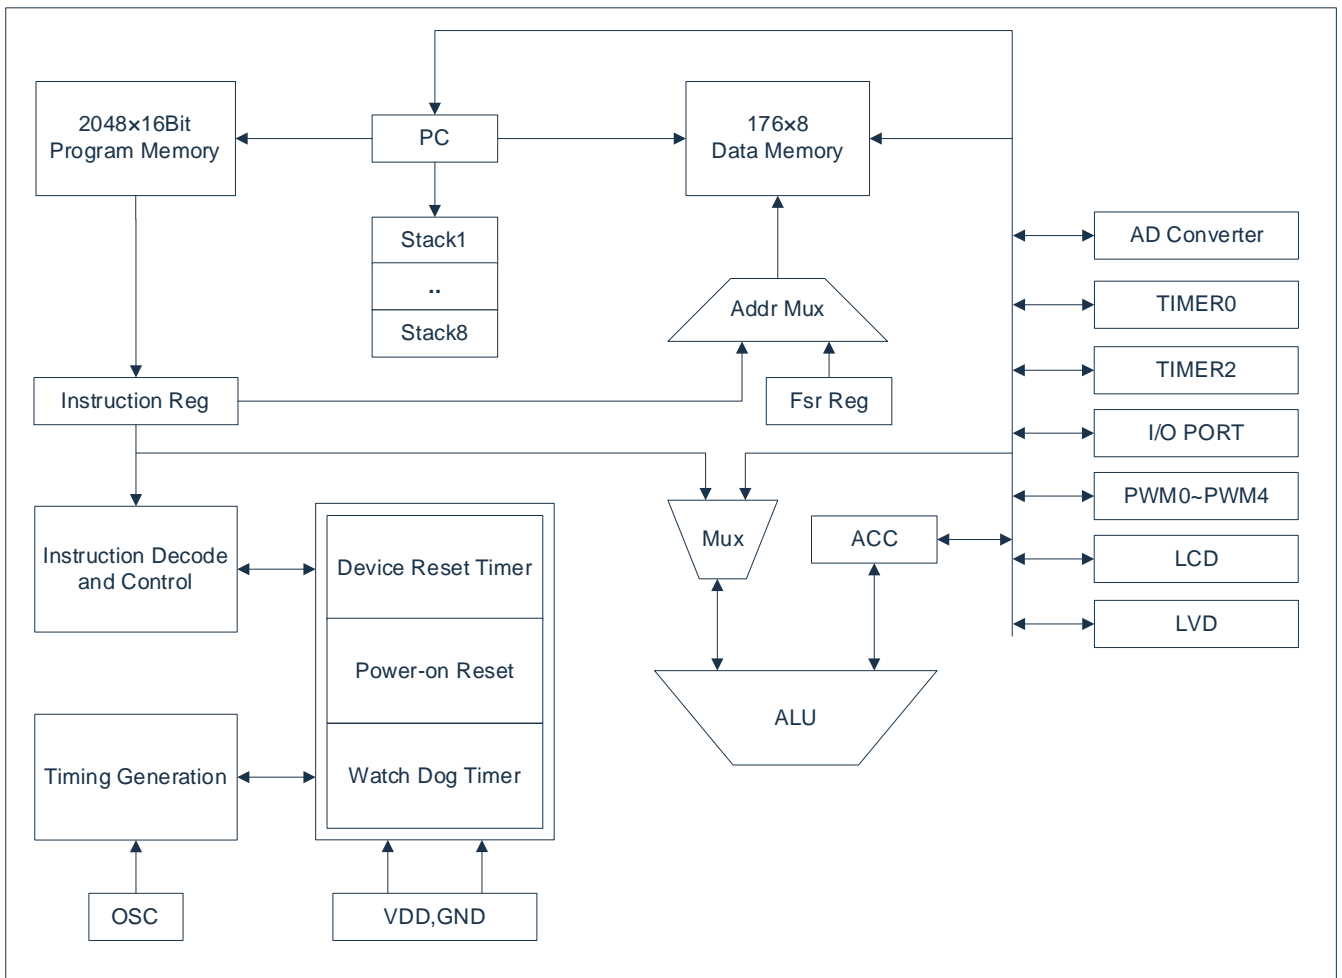 2048×16Bit
Program Memory
PC
176×8
Data Memory
Stack1
..
Stack8
Addr Mux
Instruction Reg
Fsr Reg
AD Converter
TIMER0
TIMER2
I/O PORT
PWM0~PWM4
LCD
LVD
Instruction Decode
and Control
Device Reset Timer
Power-on Reset
Watch Dog Timer
Mux
ACC
ALU
Timing Generation
OSC
VDD,GND